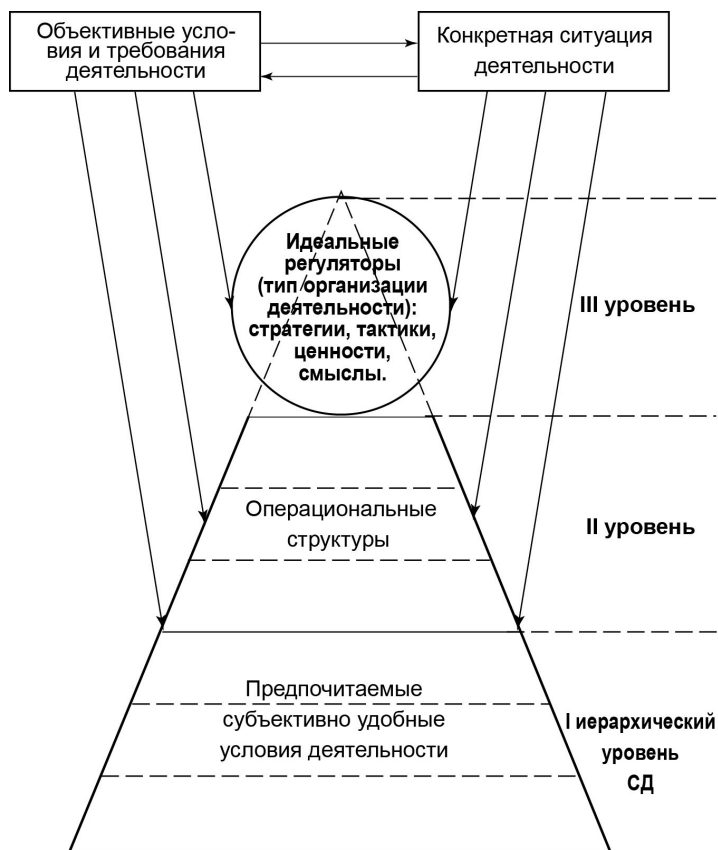 Объективные усло-
вия и требования
деятельности
Конкретная ситуация
деятельности
Идеальные
регуляторы
(тип организации
деятельности):
стратегии, тактики,
ценности,
смыслы.
III уровень
Операциональные
структуры
II уровень
Предпочитаемые
субъективно удобные
условия деятельности
I иерархический
уровень
СД